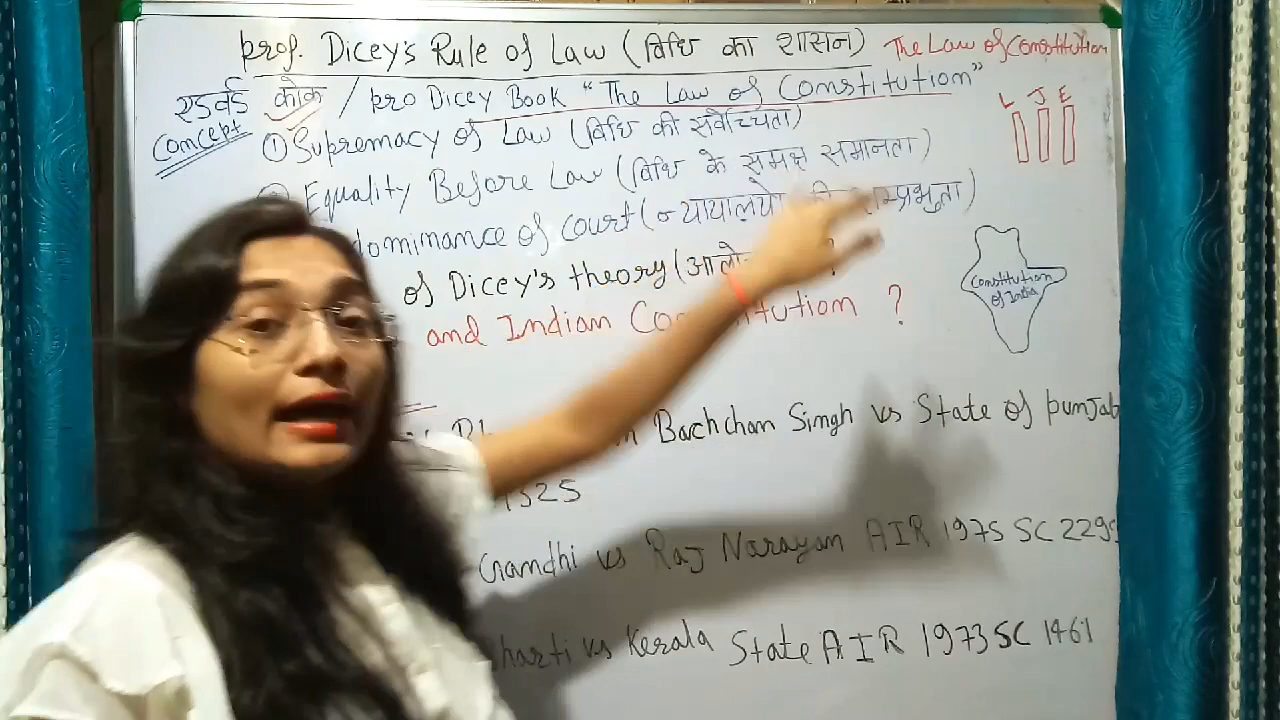 prof. Dicey's Rule of Law (विधि का शासन) The Law of Constitution
एडवर्ड कोक / pro Dicey Book "The Law of Constitution"
Concept
① Supremacy of Law (विधि की सर्वोच्चता)
L J E
Equality Before Law (विधि के समक्ष समानता)
dominance of court (न्यायालयो
of Dicey's theory ( ?
Constitution of India
and Indian Constitution ?
Bachchan Singh vs State of punjab
1325
Gandhi vs Raj Narayan AIR 1975 SC 2299
vs Kerala State AIR 1973 SC 1461